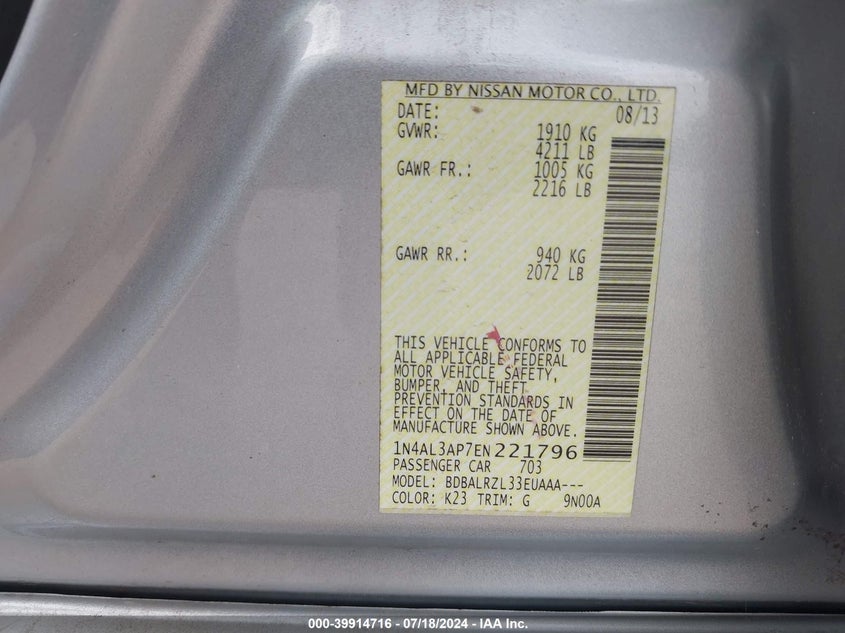 MFD BY NISSAN MOTOR CO., LTD.
DATE: 08/13
GVWR: 1910 KG
4211 LB
GAWR FR.: 1005 KG
2216 LB
GAWR RR.: 940 KG
2072 LB
THIS VEHICLE CONFORMS TO
ALL APPLICABLE FEDERAL
MOTOR VEHICLE SAFETY,
BUMPER, AND THEFT
PREVENTION STANDARDS IN
EFFECT ON THE DATE OF
MANUFACTURE SHOWN ABOVE.
1N4AL3AP7EN221796
PASSENGER CAR 703
MODEL: BDBALRZL33EUAAA---
COLOR: K23 TRIM: G 9N00A
000-39914716 - 07/18/2024 - IAA Inc.